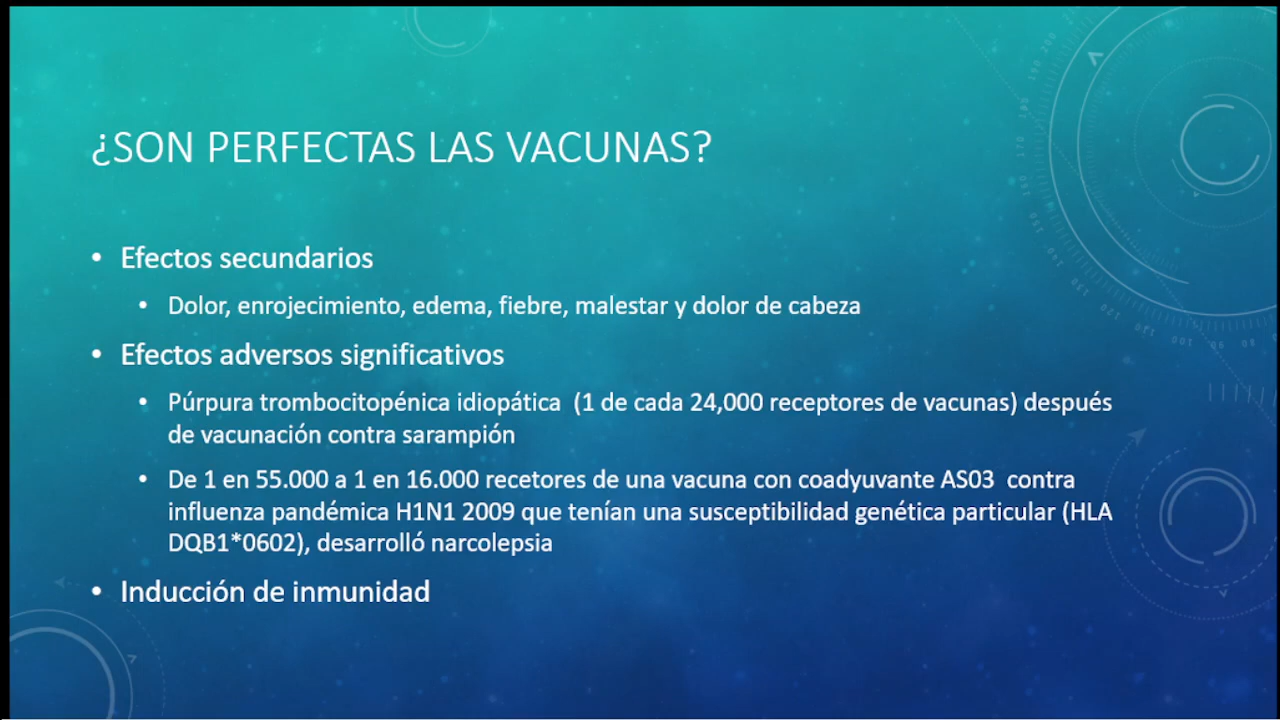 ¿SON PERFECTAS LAS VACUNAS?
• Efectos secundarios
• Dolor, enrojecimiento, edema, fiebre, malestar y dolor de cabeza
• Efectos adversos significativos
• Púrpura trombocitopénica idiopática (1 de cada 24,000 receptores de vacunas) después
de vacunación contra sarampión
• De 1 en 55.000 a 1 en 16.000 recetores de una vacuna con coadyuvante AS03 contra
influenza pandémica H1N1 2009 que tenían una susceptibilidad genética particular (HLA
DQB1*0602), desarrolló narcolepsia
• Inducción de inmunidad